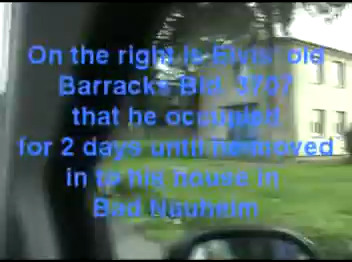 On the right is Elvis' old
Barracks Bld. 3707
that he occupied
for 2 days until he moved
in to his house in
Bad Nauheim